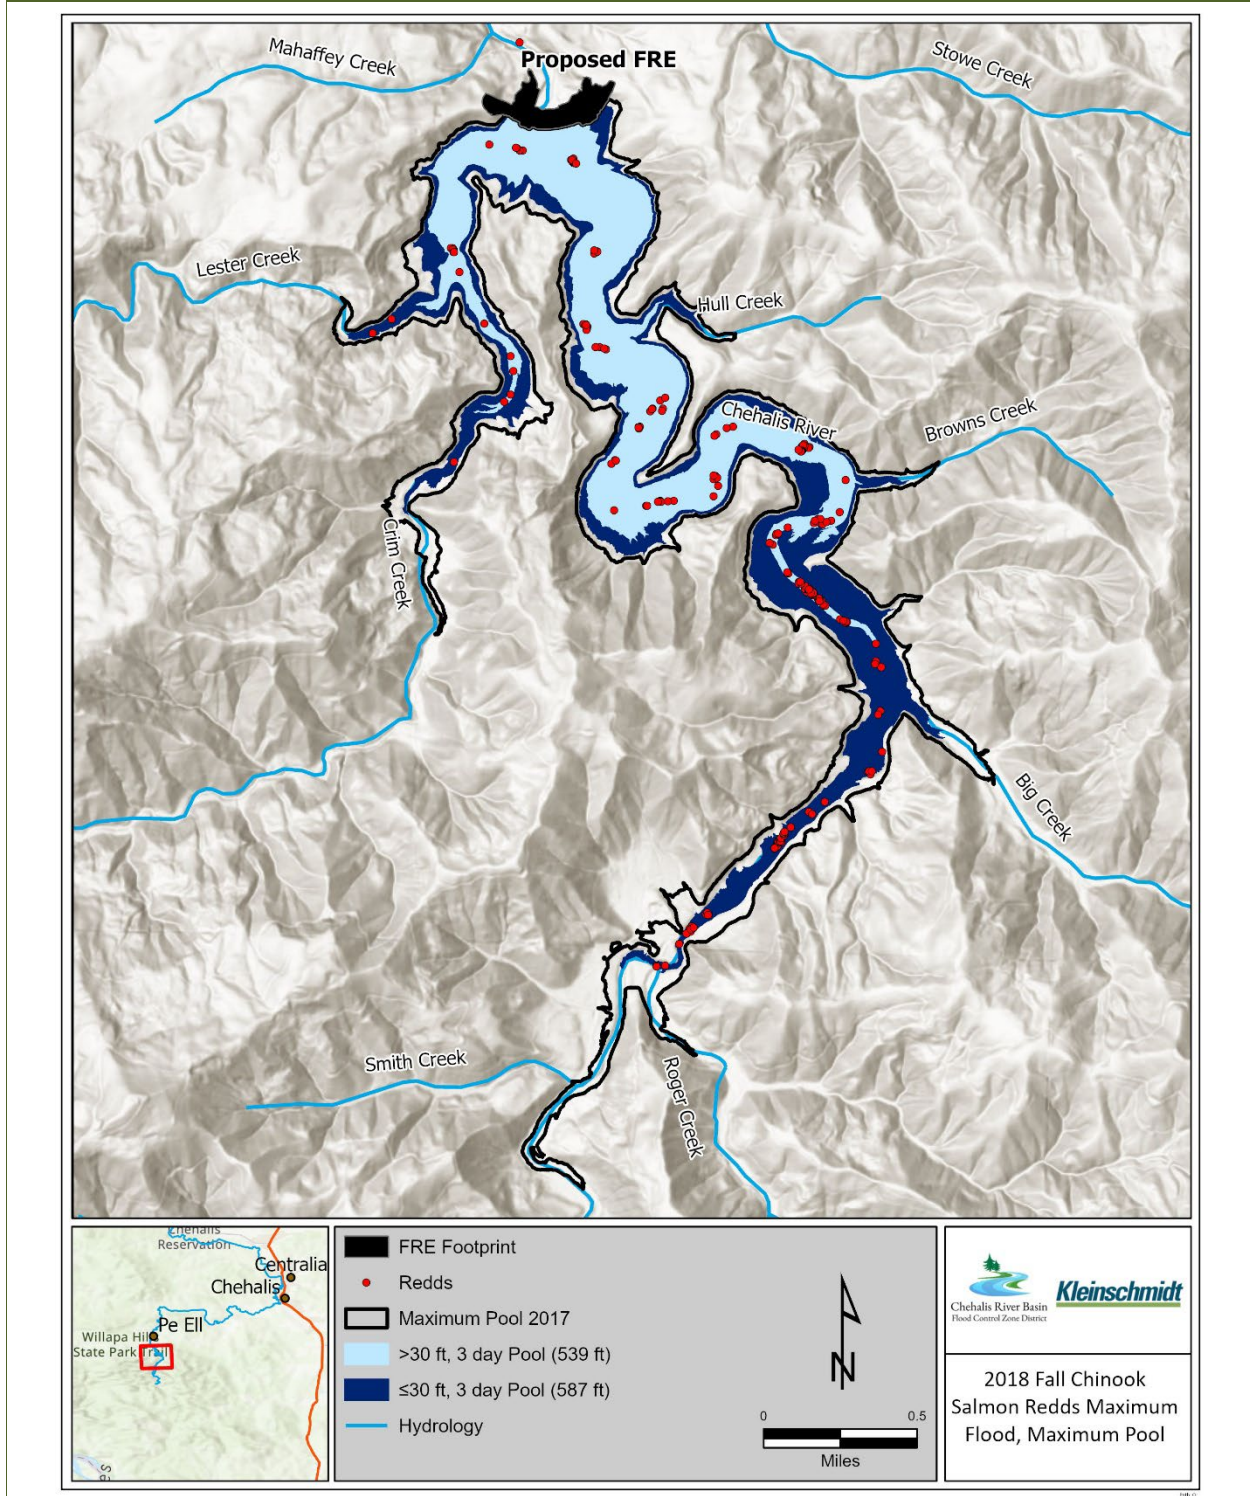 Mahaffey Creek
Proposed FRE
Stowe Creek
Lester Creek
Hull Creek
Chehalis River
Browns Creek
Crim Creek
Big Creek
Smith Creek
Roger Creek
Chehalis
Reservation
Centralia
Chehalis
Pe Ell
Willapa Hil
State Park Trail
FRE Footprint
Redds
Maximum Pool 2017
>30 ft, 3 day Pool (539 ft)
≤30 ft, 3 day Pool (587 ft)
Hydrology
N
0 0.5
Miles
Chehalis River Basin
Flood Control Zone District
Kleinschmidt
2018 Fall Chinook
Salmon Redds Maximum
Flood, Maximum Pool